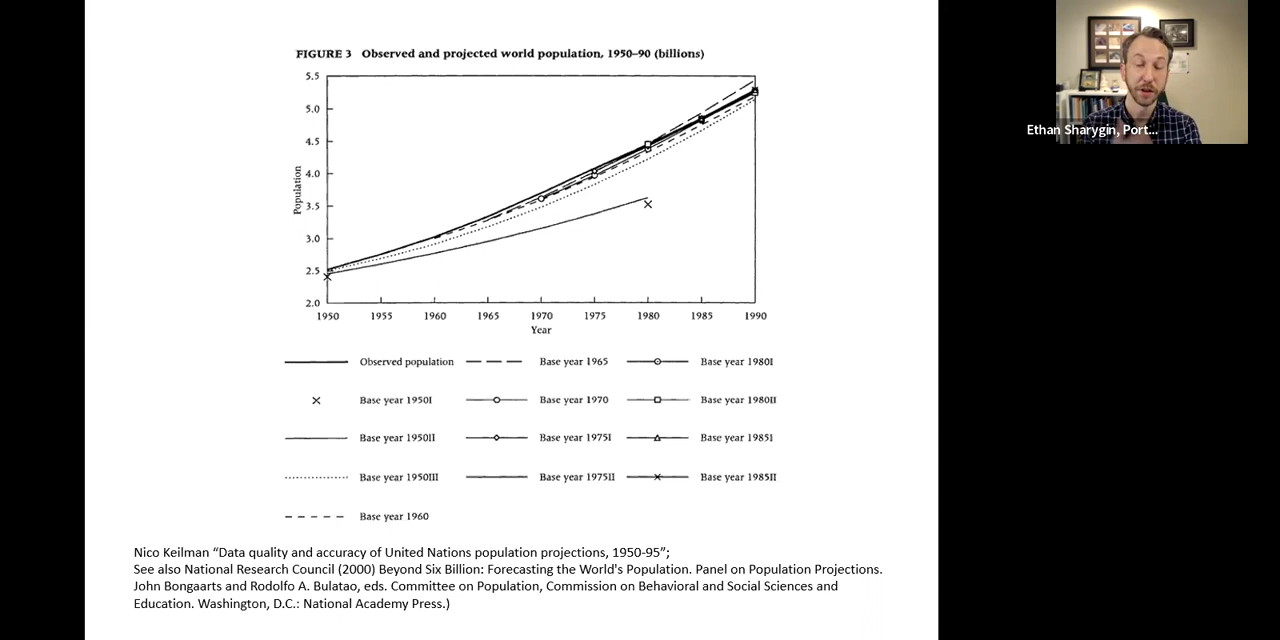 FIGURE 3 Observed and projected world population, 1950–90 (billions)
5.5
5.0
4.5
4.0
3.5
3.0
2.5
2.0
Population
1950 1955 1960 1965 1970 1975 1980 1985 1990
Year
Observed population Base year 1965 Base year 1980I
Base year 1950I Base year 1970 Base year 1980II
Base year 1950II Base year 1975I Base year 1985I
Base year 1950III Base year 1975II Base year 1985II
Base year 1960
Nico Keilman “Data quality and accuracy of United Nations population projections, 1950-95”;
See also National Research Council (2000) Beyond Six Billion: Forecasting the World's Population. Panel on Population Projections.
John Bongaarts and Rodolfo A. Bulatao, eds. Committee on Population, Commission on Behavioral and Social Sciences and
Education. Washington, D.C.: National Academy Press.)
Ethan Sharygin, Port...